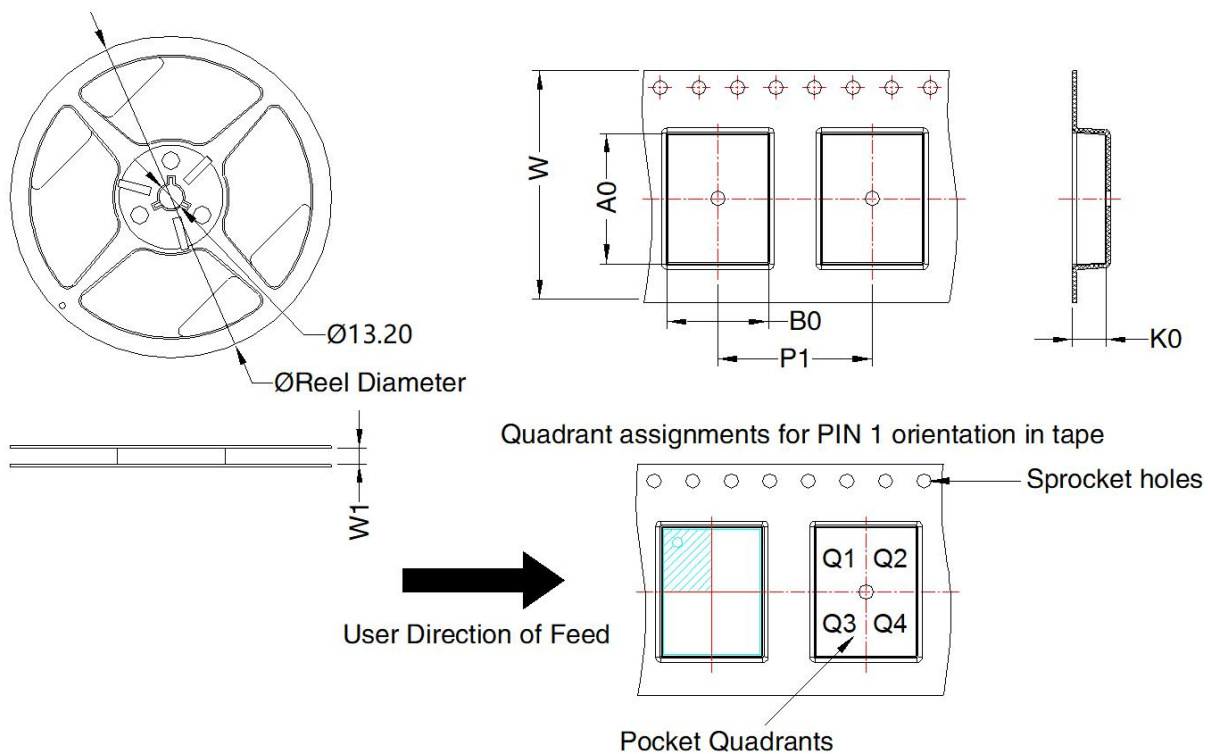 W
A0
B0
P1
K0
Ø13.20
ØReel Diameter
W1
Quadrant assignments for PIN 1 orientation in tape
Sprocket holes
User Direction of Feed
Q1 Q2
Q3 Q4
Pocket Quadrants